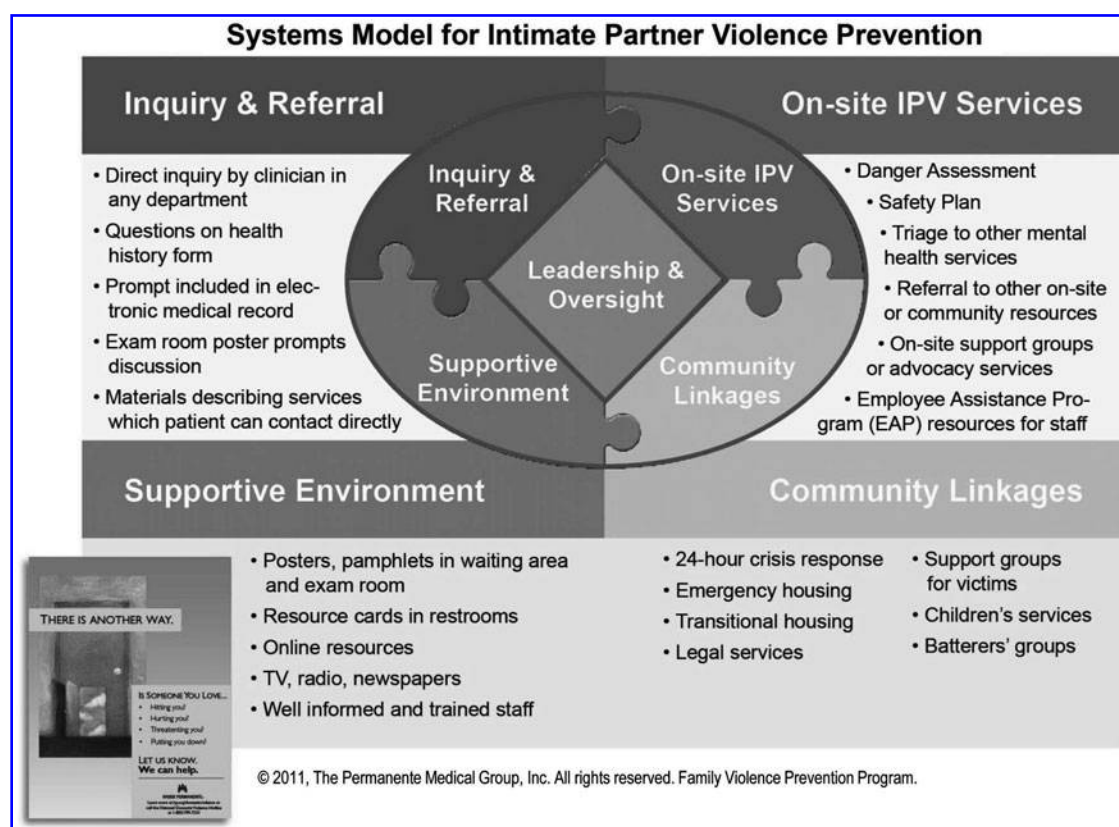 Systems Model for Intimate Partner Violence Prevention
Inquiry & Referral
• Direct inquiry by clinician in
any department
• Questions on health
history form
• Prompt included in elec-
tronic medical record
• Exam room poster prompts
discussion
• Materials describing services
which patient can contact directly
Inquiry &
Referral
On-site IPV
Services
Leadership &
Oversight
Supportive
Environment
Community
Linkages
On-site IPV Services
• Danger Assessment
• Safety Plan
• Triage to other mental
health services
• Referral to other on-site
or community resources
• On-site support groups
or advocacy services
• Employee Assistance Pro-
gram (EAP) resources for staff
Supportive Environment
• Posters, pamphlets in waiting area
and exam room
• Resource cards in restrooms
• Online resources
• TV, radio, newspapers
• Well informed and trained staff
Community Linkages
• 24-hour crisis response
• Emergency housing
• Transitional housing
• Legal services
• Support groups
for victims
• Children's services
• Batterers' groups
THERE IS ANOTHER WAY.
IS SOMEONE YOU LOVE...
• Hitting you?
• Hurting you?
• Threatenting you?
• Putting you down?
LET US KNOW.
We can help.
© 2011, The Permanente Medical Group, Inc. All rights reserved. Family Violence Prevention Program.